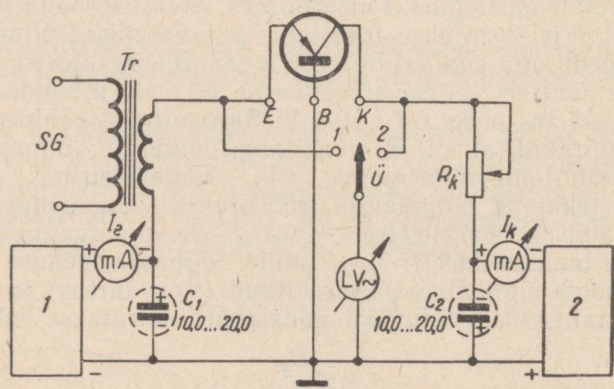 Tr
SG
E B K
1 2
Ü
R_k
I_e
+ mA -
I_k
+ mA -
LV~
1
2
C_1 + -
10,0...20,0
C_2 - +
10,0...20,0
-
+